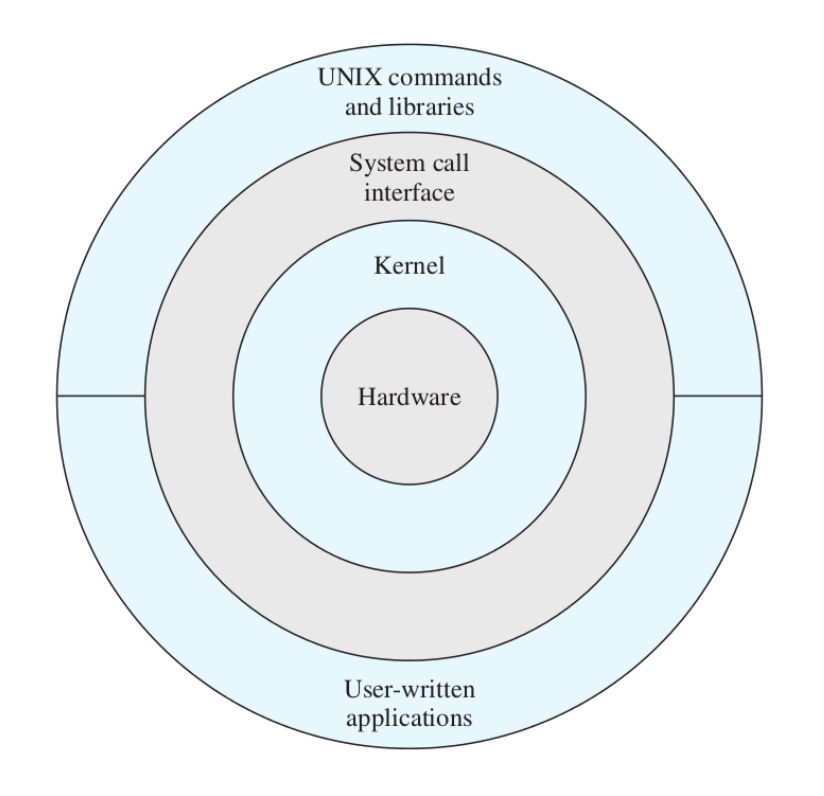 UNIX commands
and libraries
System call
interface
Kernel
Hardware
User-written
applications